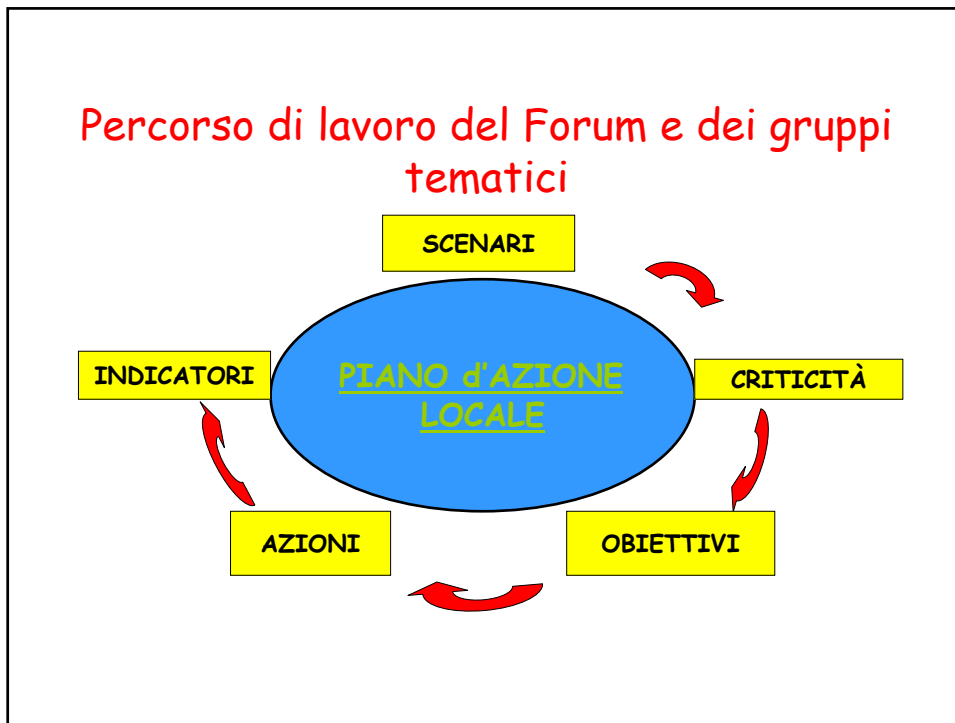 Percorso di lavoro del Forum e dei gruppi
tematici
SCENARI
INDICATORI
PIANO d'AZIONE
LOCALE
CRITICITÀ
AZIONI
OBIETTIVI